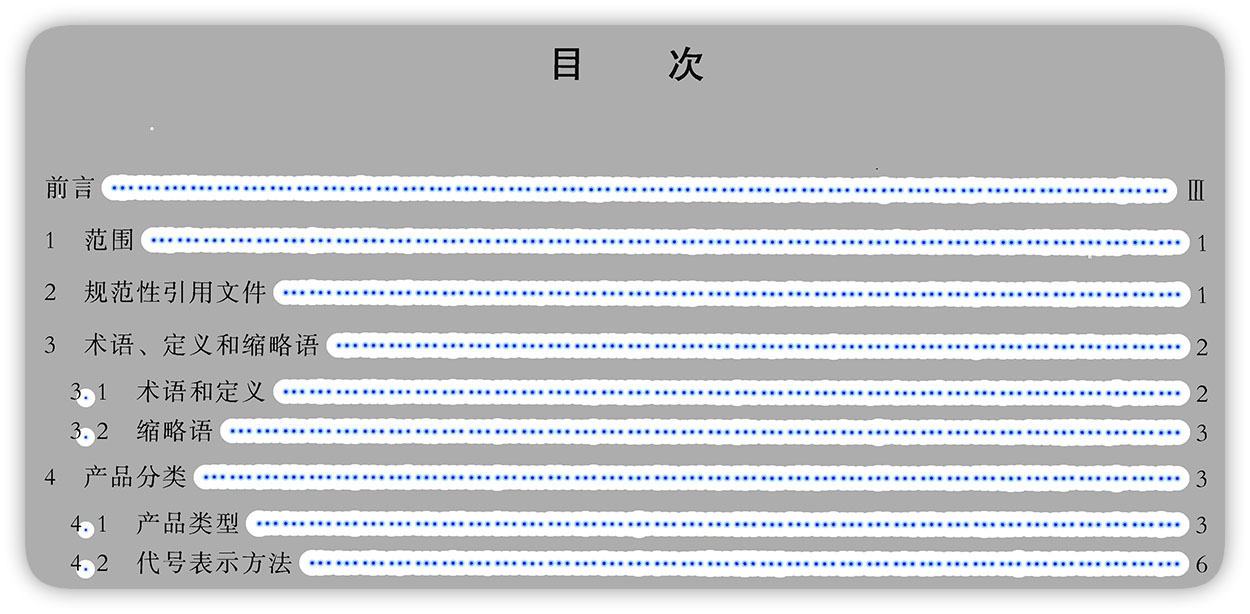 目 次
前言………………………………………………………………………… Ⅲ
1 范围………………………………………………………………………… 1
2 规范性引用文件………………………………………………………………… 1
3 术语、定义和缩略语…………………………………………………………… 2
3.1 术语和定义………………………………………………………………… 2
3.2 缩略语……………………………………………………………………… 3
4 产品分类……………………………………………………………………… 3
4.1 产品类型…………………………………………………………………… 3
4.2 代号表示方法……………………………………………………………… 6